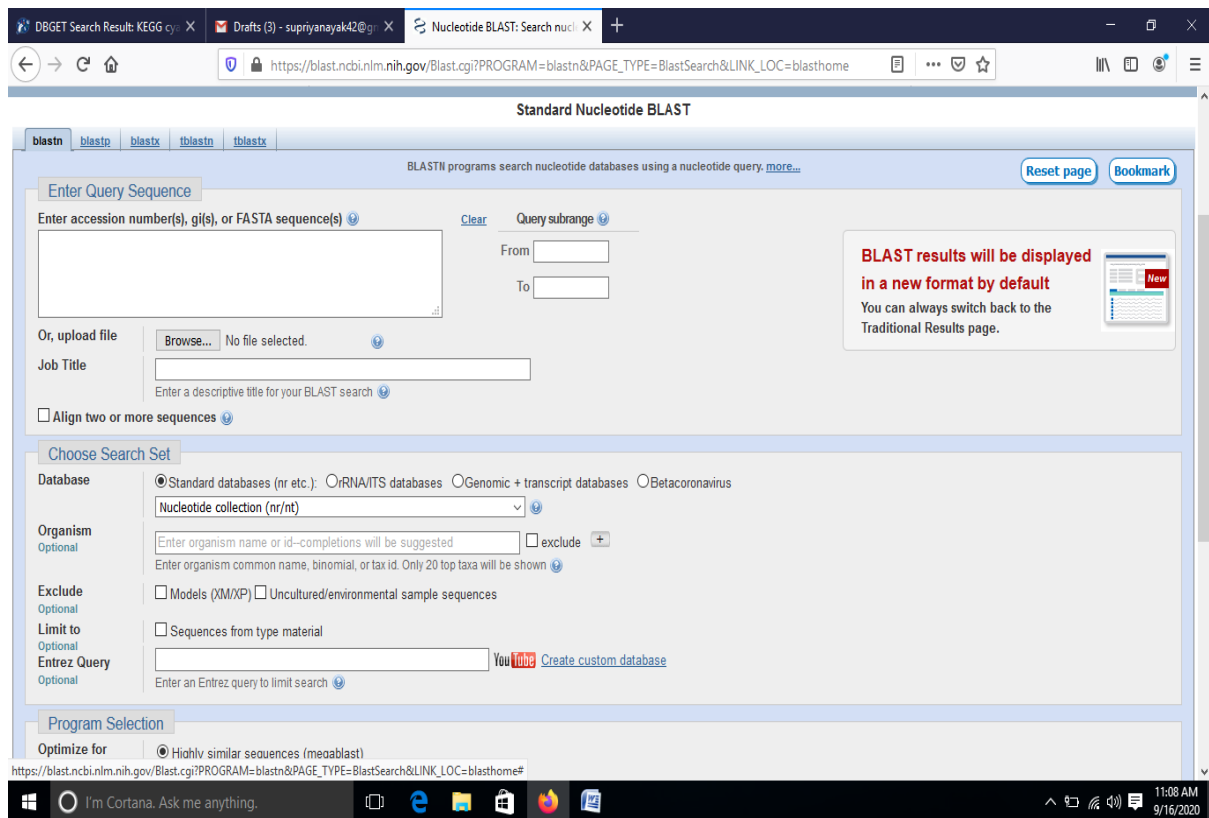 DBGET Search Result: KEGG cya
Drafts (3) - supriyanayak42@gm
Nucleotide BLAST: Search nucl
https://blast.ncbi.nlm.nih.gov/Blast.cgi?PROGRAM=blastn&PAGE_TYPE=BlastSearch&LINK_LOC=blasthome
Standard Nucleotide BLAST
blastn blastp blastx tblastn tblastx
BLASTN programs search nucleotide databases using a nucleotide query. more...
Reset page Bookmark
Enter Query Sequence
Enter accession number(s), gi(s), or FASTA sequence(s) Clear Query subrange
From
To
BLAST results will be displayed
in a new format by default
You can always switch back to the
Traditional Results page.
New
Or, upload file Browse... No file selected.
Job Title
Enter a descriptive title for your BLAST search
Align two or more sequences
Choose Search Set
Database Standard databases (nr etc.): rRNA/ITS databases Genomic + transcript databases Betacoronavirus
Nucleotide collection (nr/nt)
Organism
Optional
Enter organism name or id--completions will be suggested exclude +
Enter organism common name, binomial, or tax id. Only 20 top taxa will be shown
Exclude Models (XM/XP) Uncultured/environmental sample sequences
Optional
Limit to Sequences from type material
Optional
Entrez Query YouTube Create custom database
Optional
Enter an Entrez query to limit search
Program Selection
Optimize for Highly similar sequences (megablast)
https://blast.ncbi.nlm.nih.gov/Blast.cgi?PROGRAM=blastn&PAGE_TYPE=BlastSearch&LINK_LOC=blasthome#
I'm Cortana. Ask me anything.
11:08 AM
9/16/2020